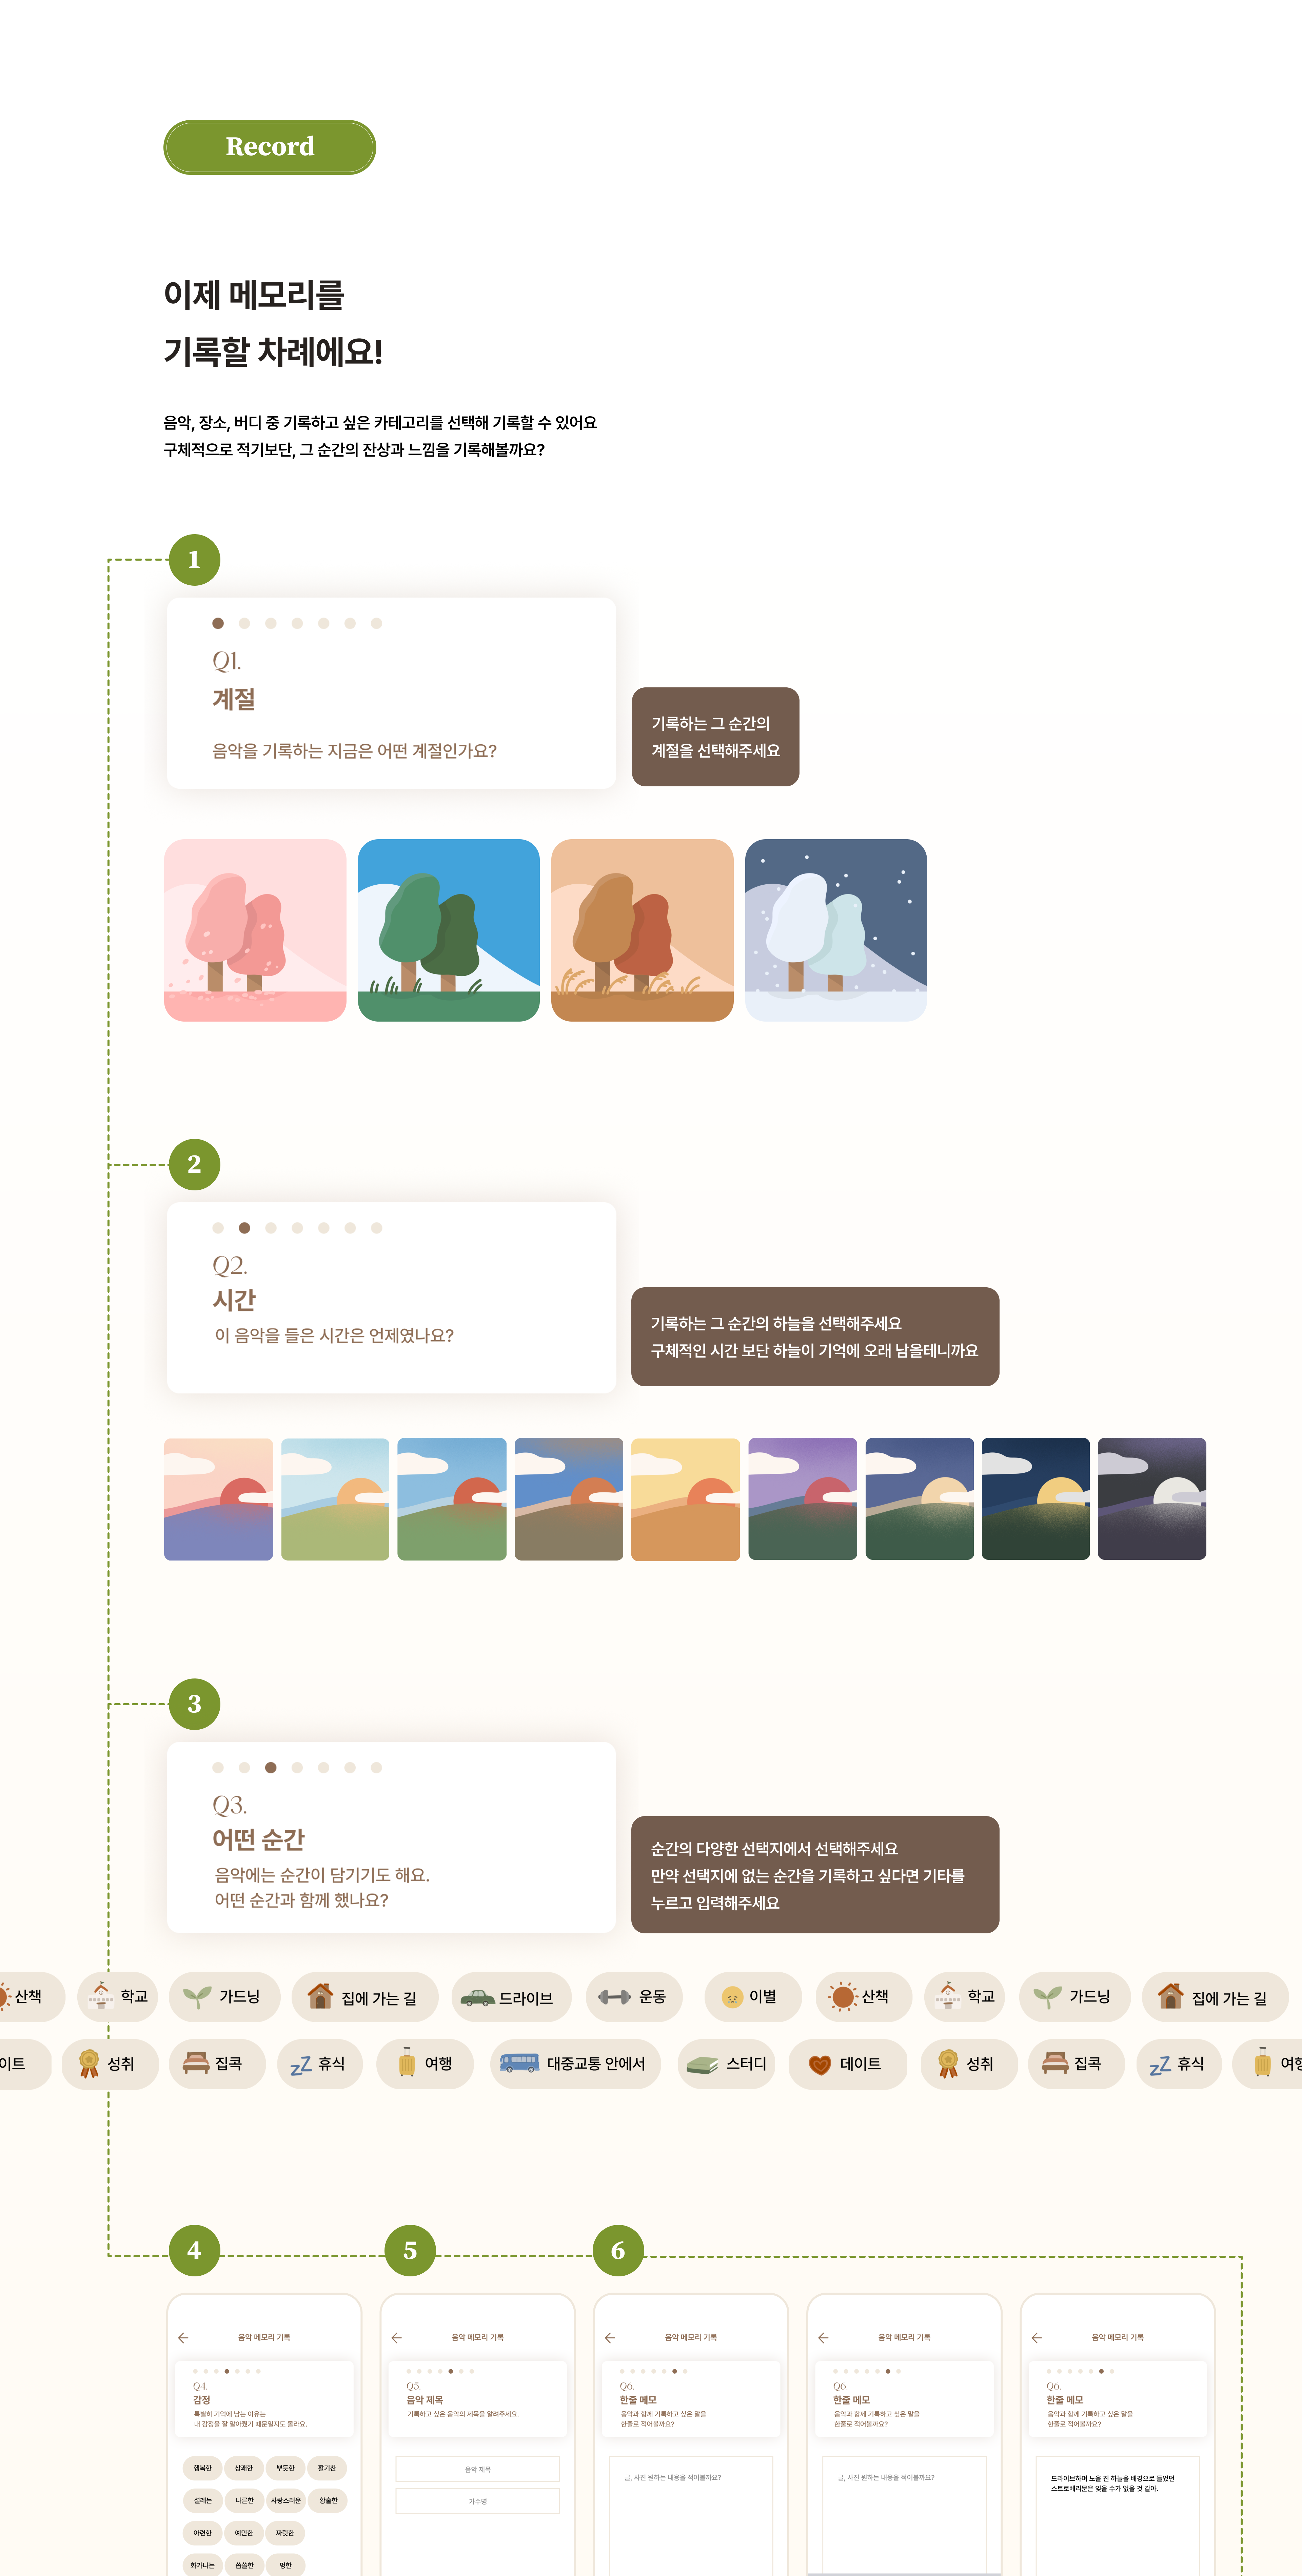 Record
이제 메모리를
기록할 차례에요!
음악, 장소, 버디 중 기록하고 싶은 카테고리를 선택해 기록할 수 있어요
구체적으로 적기보단, 그 순간의 잔상과 느낌을 기록해볼까요?
1
Q1.
계절
음악을 기록하는 지금은 어떤 계절인가요?
기록하는 그 순간의
계절을 선택해주세요
2
Q2.
시간
이 음악을 들은 시간은 언제였나요?
기록하는 그 순간의 하늘을 선택해주세요
구체적인 시간 보단 하늘이 기억에 오래 남을테니까요
3
Q3.
어떤 순간
음악에는 순간이 담기기도 해요.
어떤 순간과 함께 했나요?
순간의 다양한 선택지에서 선택해주세요
만약 선택지에 없는 순간을 기록하고 싶다면 기타를
누르고 입력해주세요
산책 학교 가드닝 집에 가는 길 드라이브 운동 이별 산책 학교 가드닝 집에 가는 길
이트 성취 집콕 zZ 휴식 여행 대중교통 안에서 스터디 데이트 성취 집콕 zZ 휴식 여행
4 5 6
음악 메모리 기록
Q4.
감정
특별히 기억에 남는 이유는
내 감정을 잘 알아줬기 때문일지도 몰라요.
행복한 상쾌한 뿌듯한 활기찬
설레는 나른한 사랑스러운 황홀한
아련한 예민한 짜릿한
화가나는 씁쓸한 멍한
음악 메모리 기록
Q5.
음악 제목
기록하고 싶은 음악의 제목을 알려주세요.
음악 제목
가수명
음악 메모리 기록
Q6.
한줄 메모
음악과 함께 기록하고 싶은 말을
한줄로 적어볼까요?
글, 사진 원하는 내용을 적어볼까요?
음악 메모리 기록
Q6.
한줄 메모
음악과 함께 기록하고 싶은 말을
한줄로 적어볼까요?
글, 사진 원하는 내용을 적어볼까요?
음악 메모리 기록
Q6.
한줄 메모
음악과 함께 기록하고 싶은 말을
한줄로 적어볼까요?
드라이브하며 노을 진 하늘을 배경으로 들었던
스트로베리문은 잊을 수가 없을 것 같아.